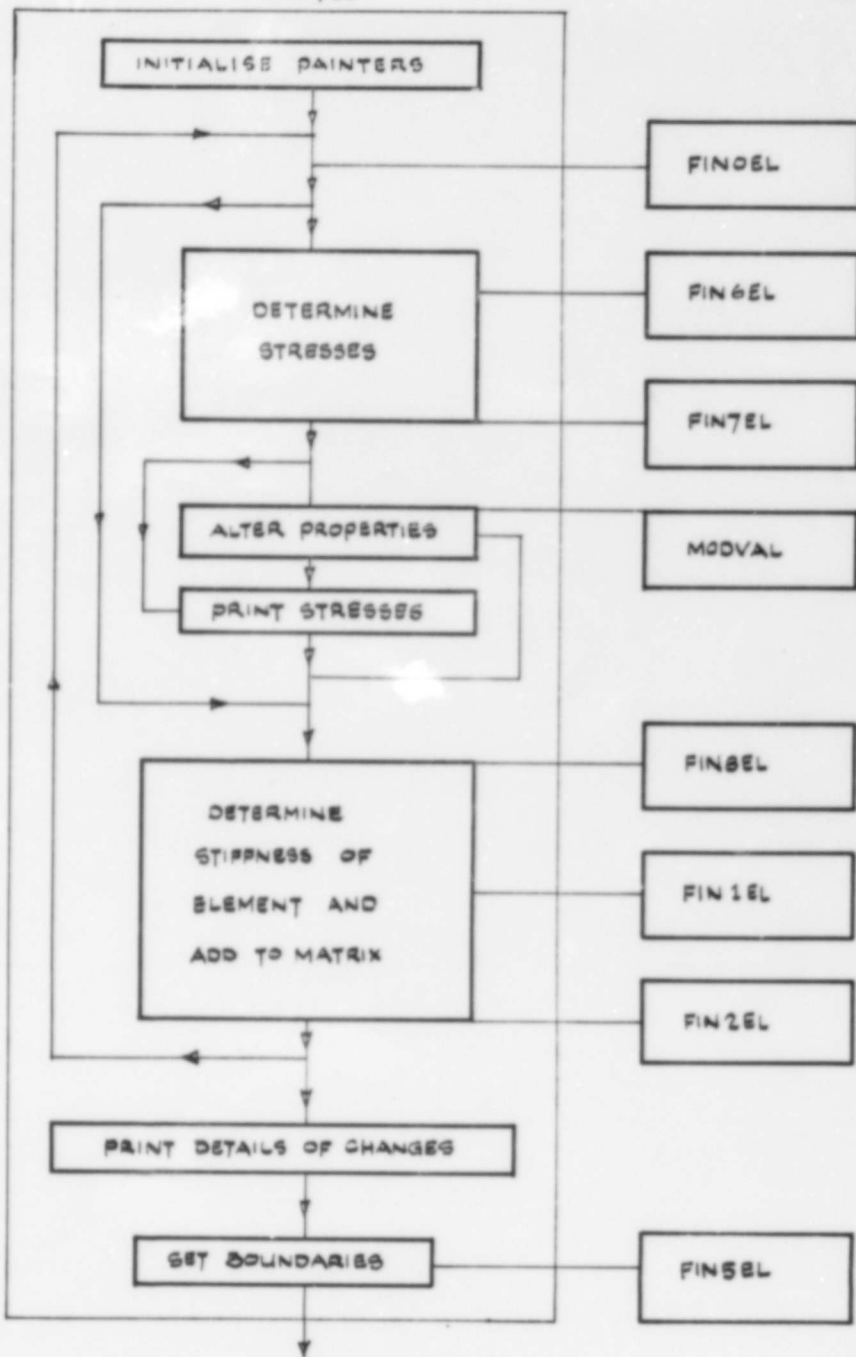 INITIALISE PAINTERS
FIN0EL
DETERMINE
STRESSES
FIN6EL
FIN7EL
ALTER PROPERTIES
MODVAL
PRINT STRESSES
DETERMINE
STIFFNESS OF
ELEMENT AND
ADD TO MATRIX
FIN8EL
FIN1EL
FIN2EL
PRINT DETAILS OF CHANGES
SET BOUNDARIES
FIN5EL